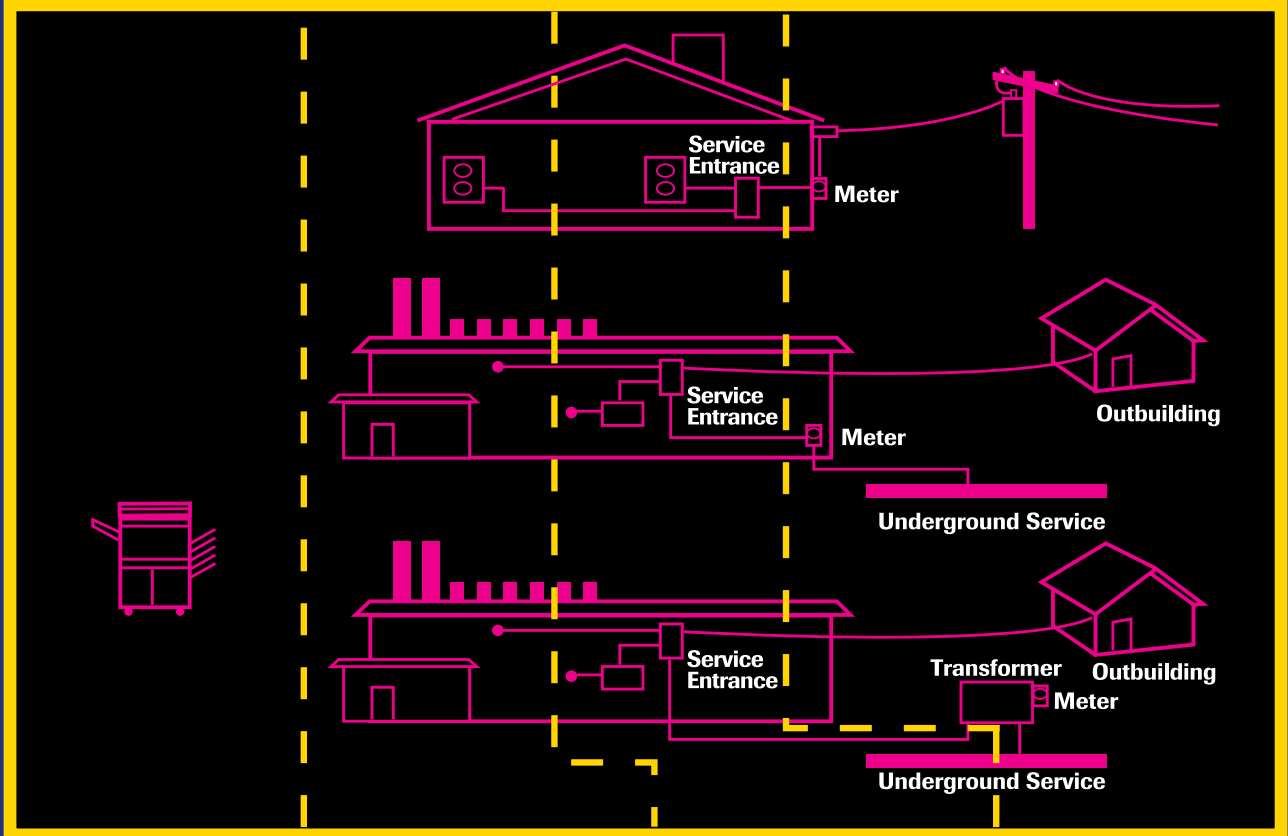 Service
Entrance
Meter
Service
Entrance
Outbuilding
Meter
Underground Service
Service
Entrance
Transformer
Outbuilding
Meter
Underground Service